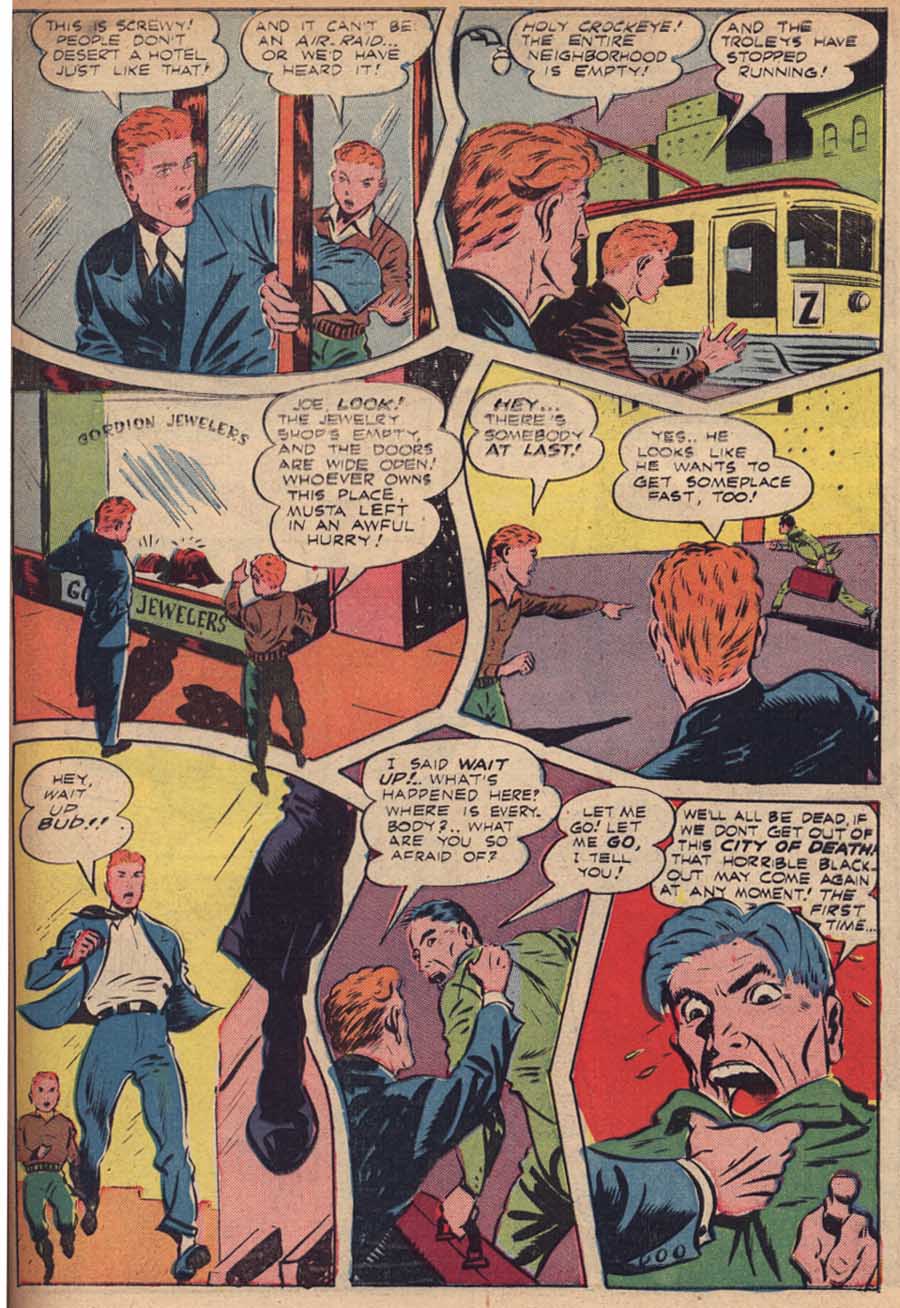 THIS IS SCREWY!
PEOPLE DON'T
DESERT A HOTEL
JUST LIKE THAT!
AND IT CAN'T BE
AN AIR-RAID...
OR WE'D HAVE
HEARD IT!
HOLY CROCKEYE!
THE ENTIRE
NEIGHBORHOOD
IS EMPTY!
AND THE
TROLEYS HAVE
STOPPED
RUNNING!
Z
GORDION JEWELERS
GO
JEWELERS
JOE, LOOK!
THE JEWELRY
SHOP'S EMPTY,
AND THE DOORS
ARE WIDE OPEN!
WHOEVER OWNS
THIS PLACE,
MUSTA LEFT
IN AN AWFUL
HURRY!
HEY...
THERE'S
SOMEBODY
AT LAST!
YES.. HE
LOOKS LIKE
HE WANTS TO
GET SOMEPLACE
FAST, TOO!
HEY,
WAIT
UP
BUD!!
I SAID WAIT
UP!.. WHAT'S
HAPPENED HERE?
WHERE IS EVERY-
BODY?.. WHAT
ARE YOU SO
AFRAID OF?
LET ME
GO! LET
ME GO,
I TELL
YOU!
WE'LL ALL BE DEAD, IF
WE DONT GET OUT OF
THIS CITY OF DEATH!
THAT HORRIBLE BLACK-
OUT MAY COME AGAIN
AT ANY MOMENT! THE
FIRST
TIME...